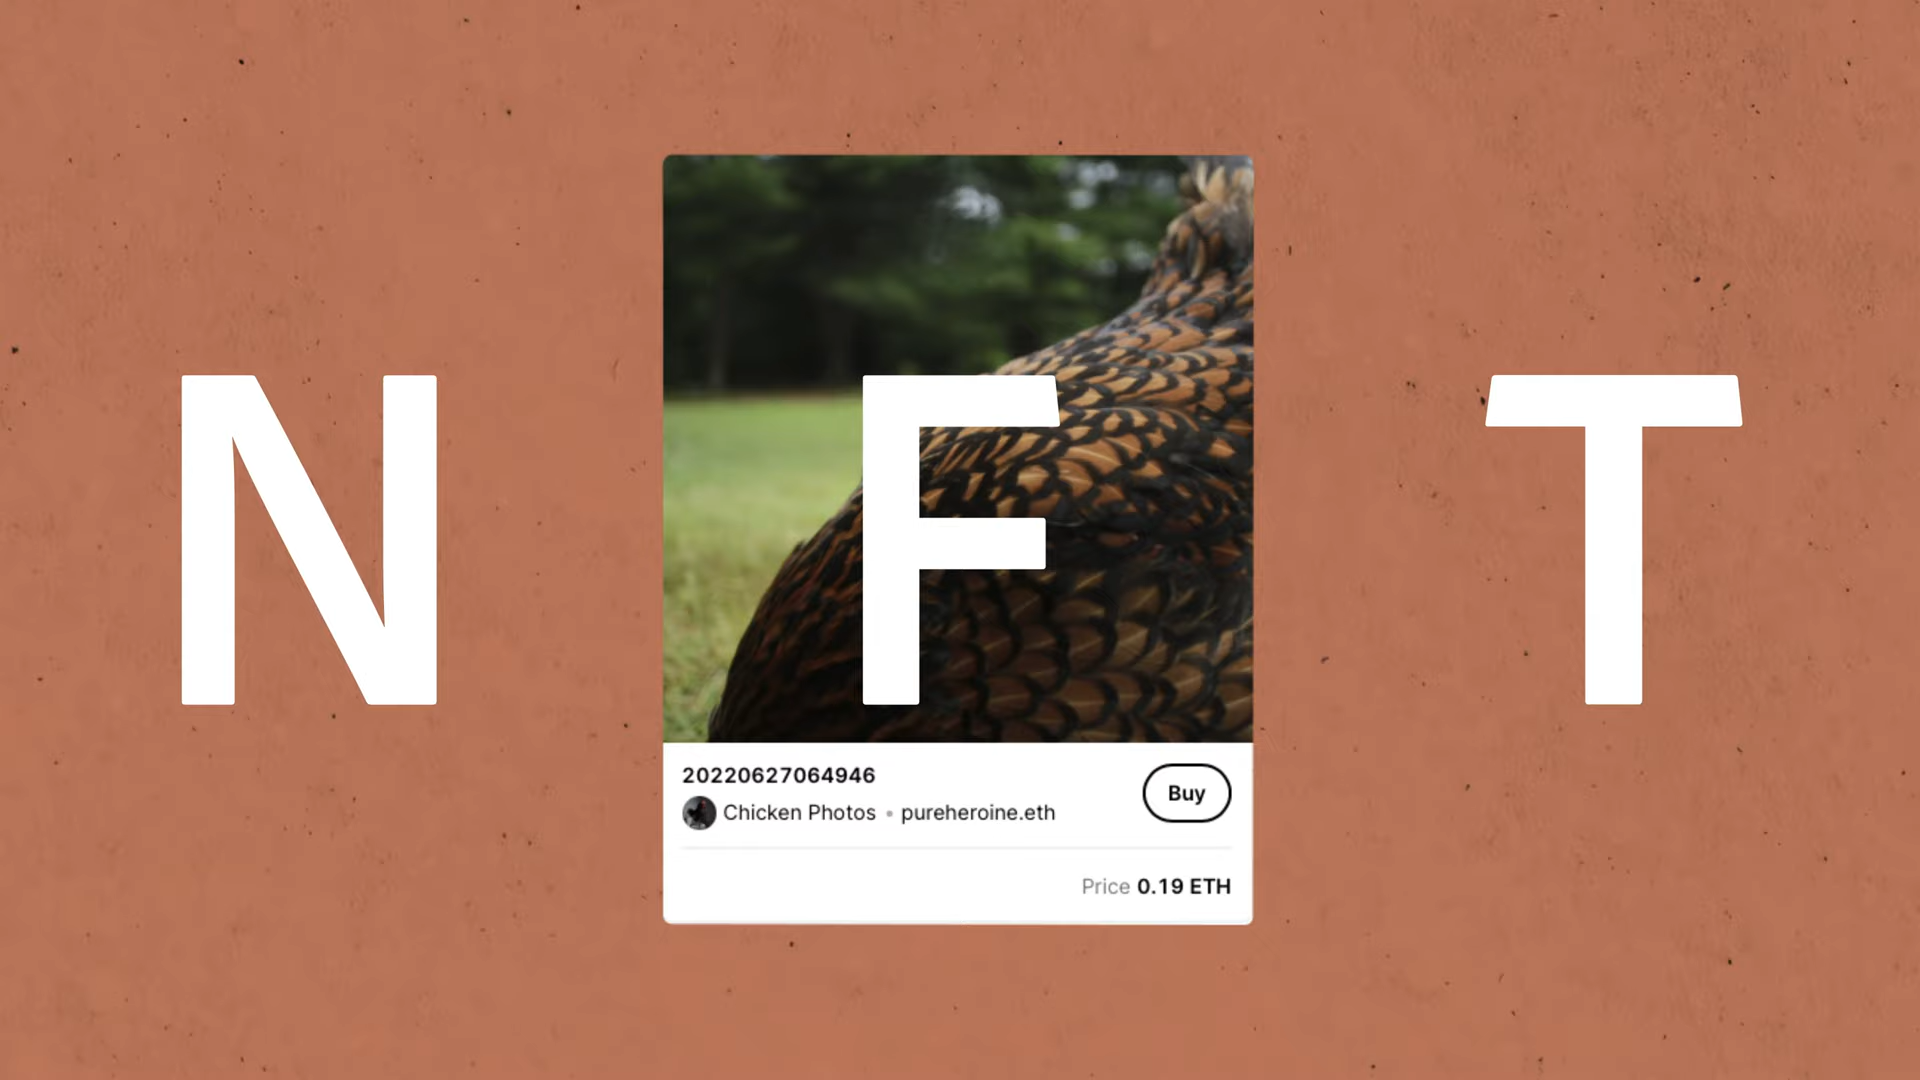 N F T
20220627064946
Chicken Photos • pureheroine.eth
Buy
Price 0.19 ETH